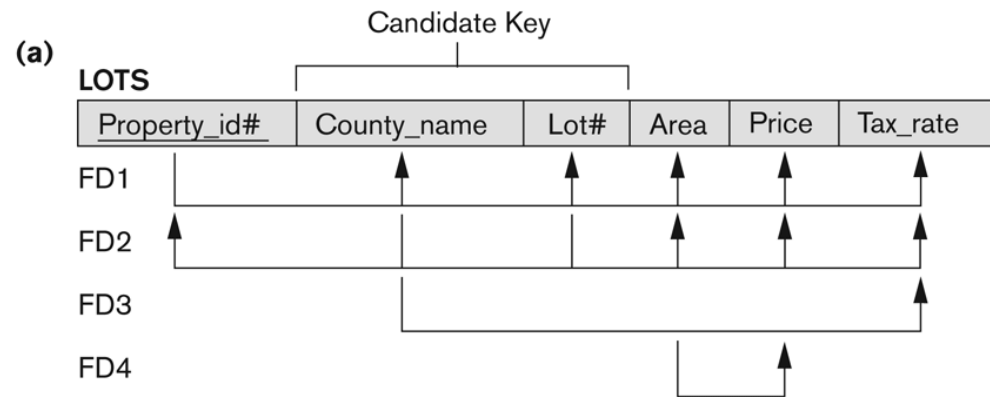 Candidate Key
(a)
LOTS
Property_id# County_name Lot# Area Price Tax_rate
FD1
FD2
FD3
FD4